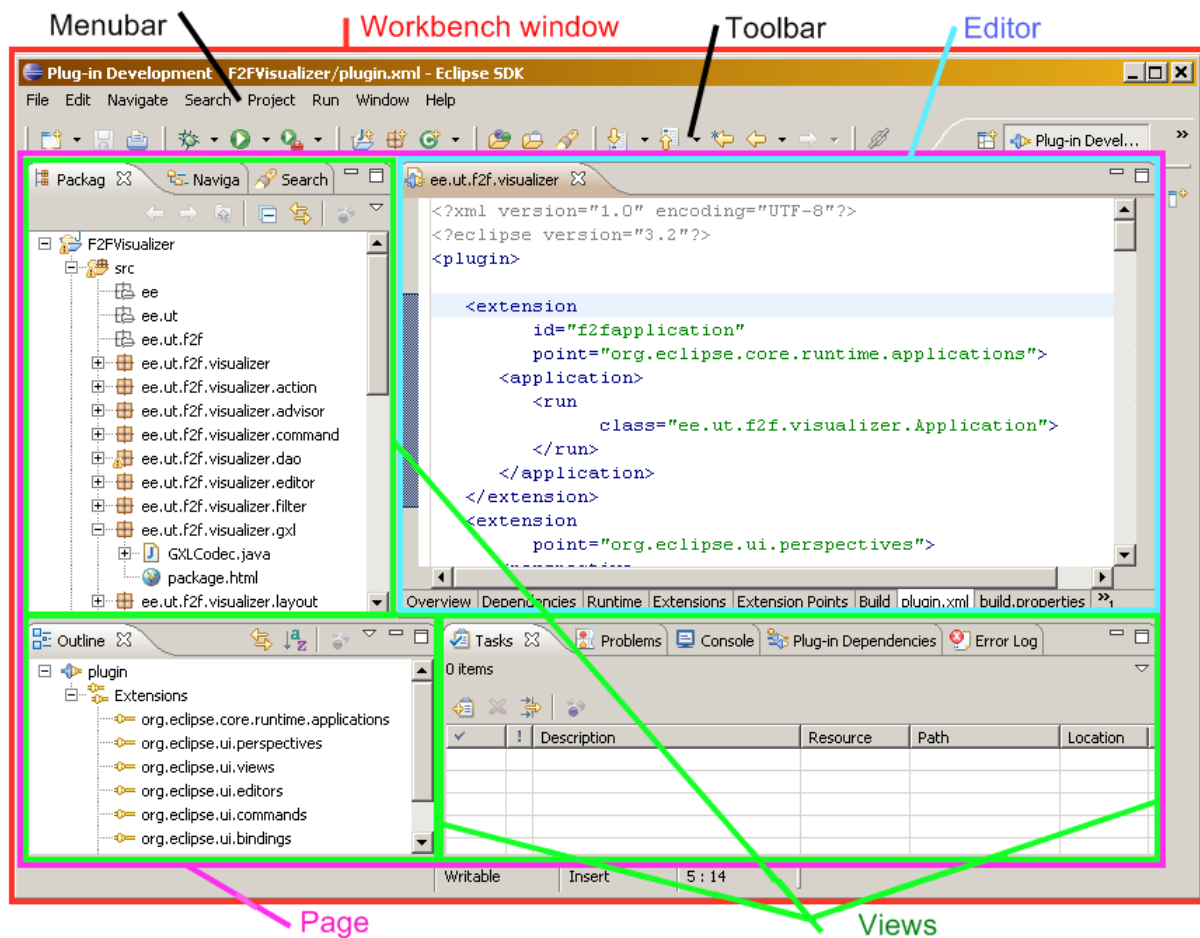 Menubar
Workbench window
Toolbar
Editor
Plug-in Development - F2FVisualizer/plugin.xml - Eclipse SDK
File Edit Navigate Search Project Run Window Help
Plug-in Devel...
Packag
Naviga
Search
F2FVisualizer
src
ee
ee.ut
ee.ut.f2f
ee.ut.f2f.visualizer
ee.ut.f2f.visualizer.action
ee.ut.f2f.visualizer.advisor
ee.ut.f2f.visualizer.command
ee.ut.f2f.visualizer.dao
ee.ut.f2f.visualizer.editor
ee.ut.f2f.visualizer.filter
ee.ut.f2f.visualizer.gxl
GXLCodec.java
package.html
ee.ut.f2f.visualizer.layout
ee.ut.f2f.visualizer
<?xml version="1.0" encoding="UTF-8"?>
<?eclipse version="3.2"?>
<plugin>
<extension
id="f2fapplication"
point="org.eclipse.core.runtime.applications">
<application>
<run
class="ee.ut.f2f.visualizer.Application">
</run>
</application>
</extension>
<extension
point="org.eclipse.ui.perspectives">
Overview Dependencies Runtime Extensions Extension Points Build plugin.xml build.properties »1
Outline
plugin
Extensions
org.eclipse.core.runtime.applications
org.eclipse.ui.perspectives
org.eclipse.ui.views
org.eclipse.ui.editors
org.eclipse.ui.commands
org.eclipse.ui.bindings
Tasks Problems Console Plug-in Dependencies Error Log
0 items
! Description Resource Path Location
Writable Insert 5 : 14
Page
Views